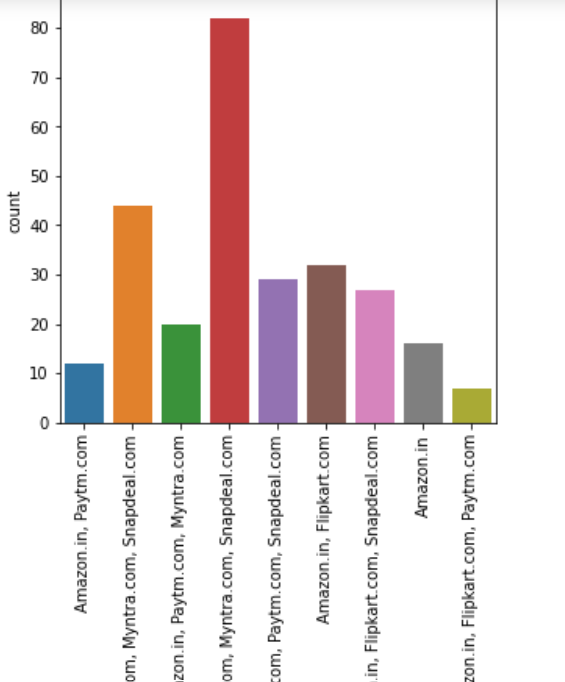 80
70
60
50
40
30
20
10
0
count
Amazon.in, Paytm.com
om, Myntra.com, Snapdeal.com
zon.in, Paytm.com, Myntra.com
om, Myntra.com, Snapdeal.com
com, Paytm.com, Snapdeal.com
Amazon.in, Flipkart.com
.in, Flipkart.com, Snapdeal.com
Amazon.in
zon.in, Flipkart.com, Paytm.com